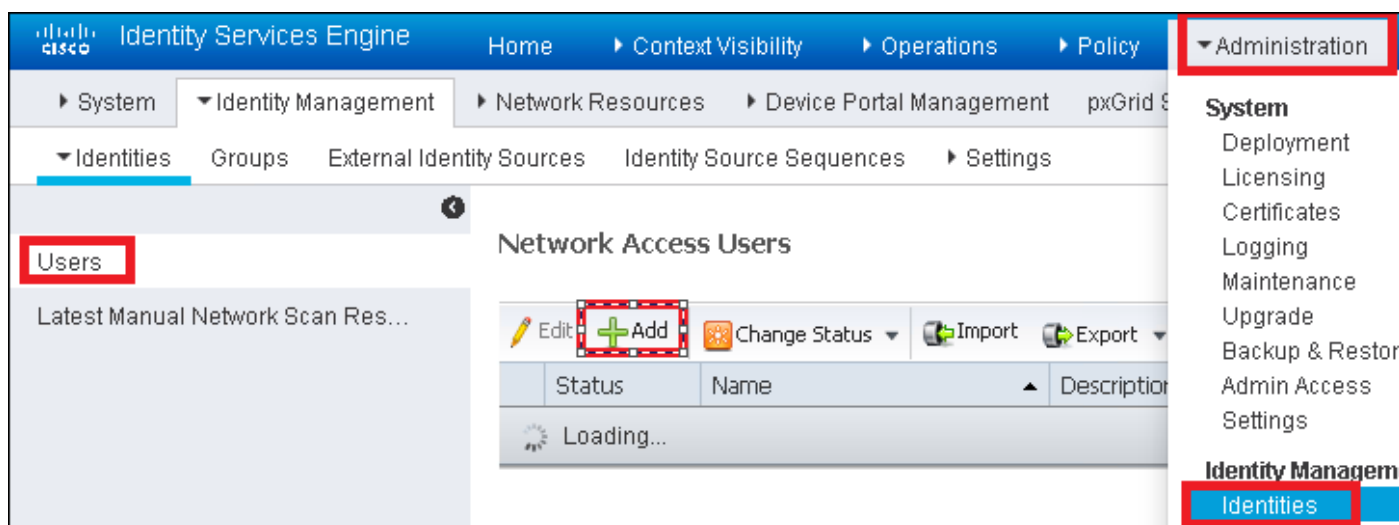 cisco Identity Services Engine Home Context Visibility Operations Policy Administration
System Identity Management Network Resources Device Portal Management pxGrid S
Identities Groups External Identity Sources Identity Source Sequences Settings
Users
Latest Manual Network Scan Res...
Network Access Users
Edit Add Change Status Import Export
Status Name Description
Loading...
System
Deployment
Licensing
Certificates
Logging
Maintenance
Upgrade
Backup & Restor
Admin Access
Settings
Identity Managem
Identities